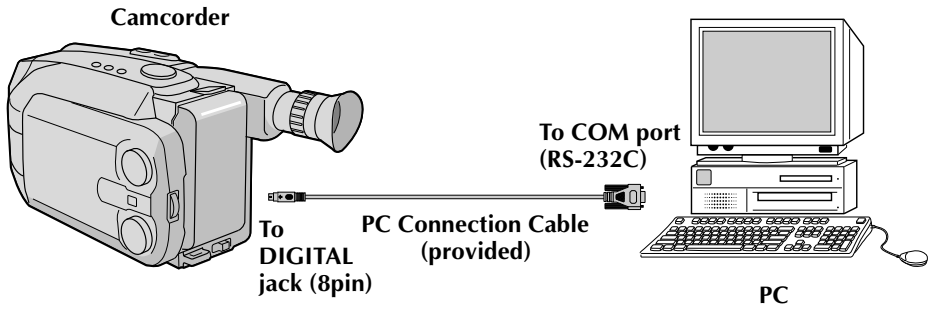 Camcorder
To COM port
(RS-232C)
To
DIGITAL
jack (8pin)
PC Connection Cable
(provided)
PC